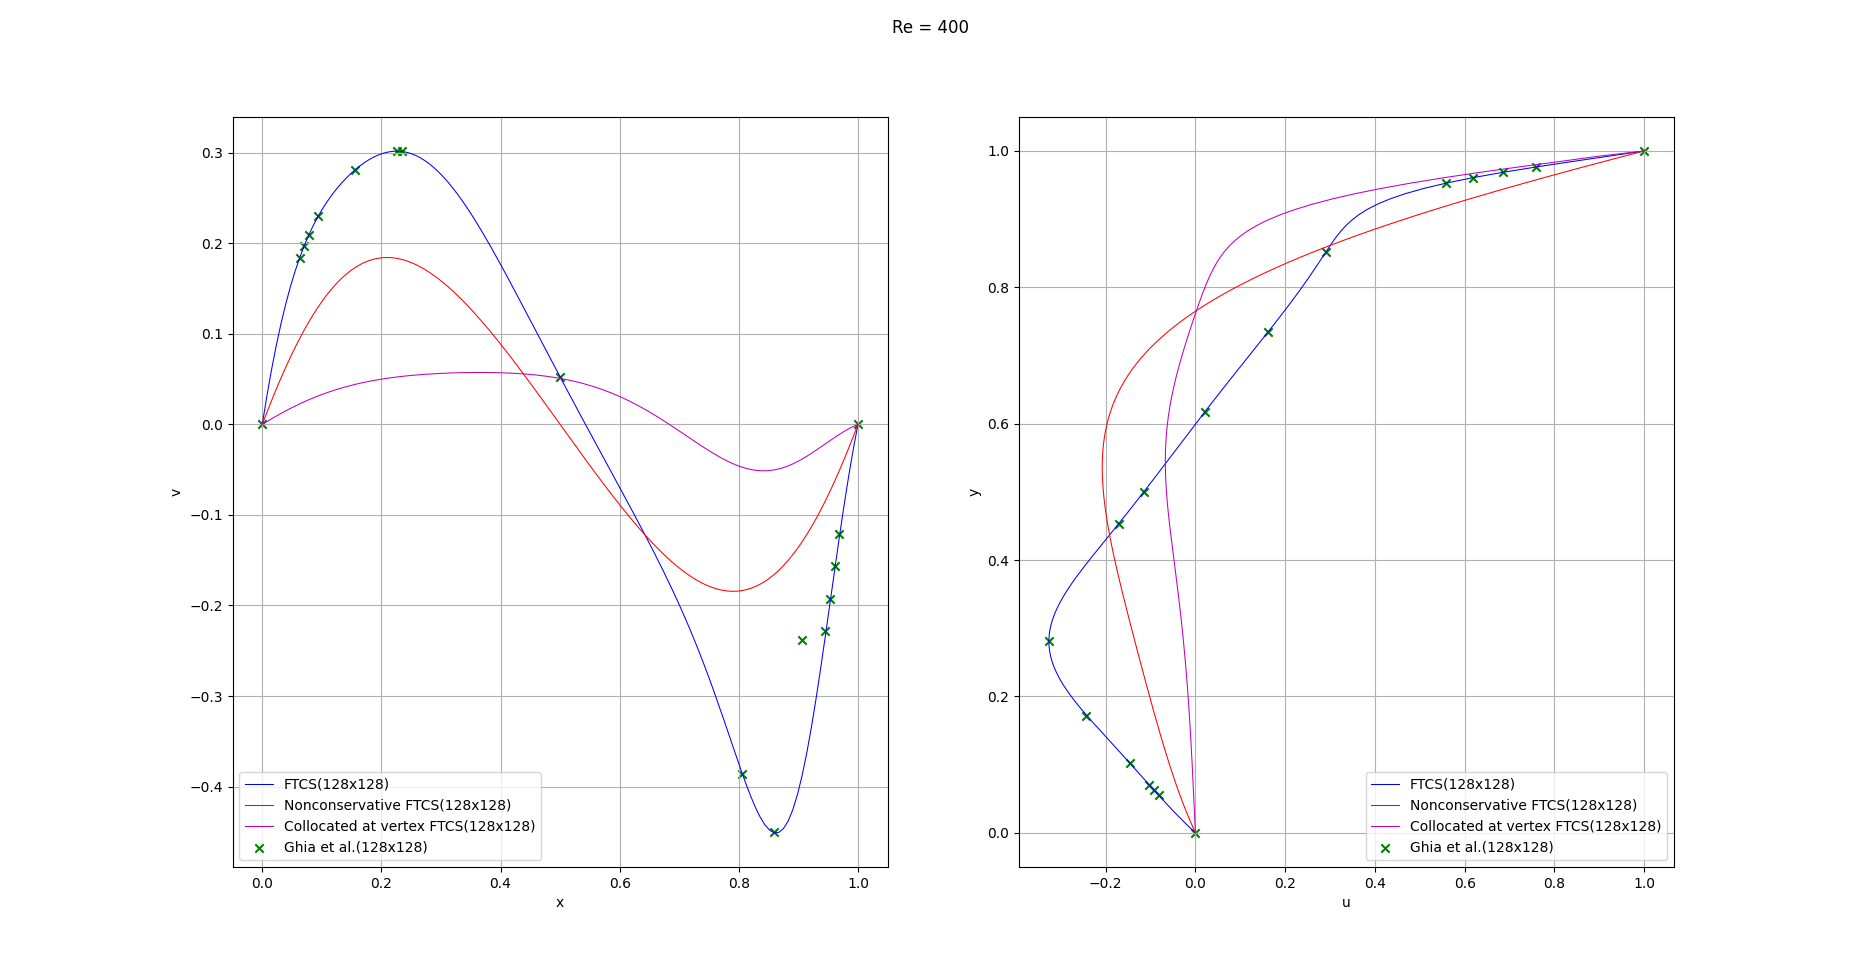 Re = 400
0.3
0.2
0.1
0.0
−0.1
−0.2
−0.3
−0.4
v
0.0 0.2 0.4 0.6 0.8 1.0
x
FTCS(128x128)
Nonconservative FTCS(128x128)
Collocated at vertex FTCS(128x128)
Ghia et al.(128x128)
1.0
0.8
0.6
0.4
0.2
0.0
y
−0.2 0.0 0.2 0.4 0.6 0.8 1.0
u
FTCS(128x128)
Nonconservative FTCS(128x128)
Collocated at vertex FTCS(128x128)
Ghia et al.(128x128)